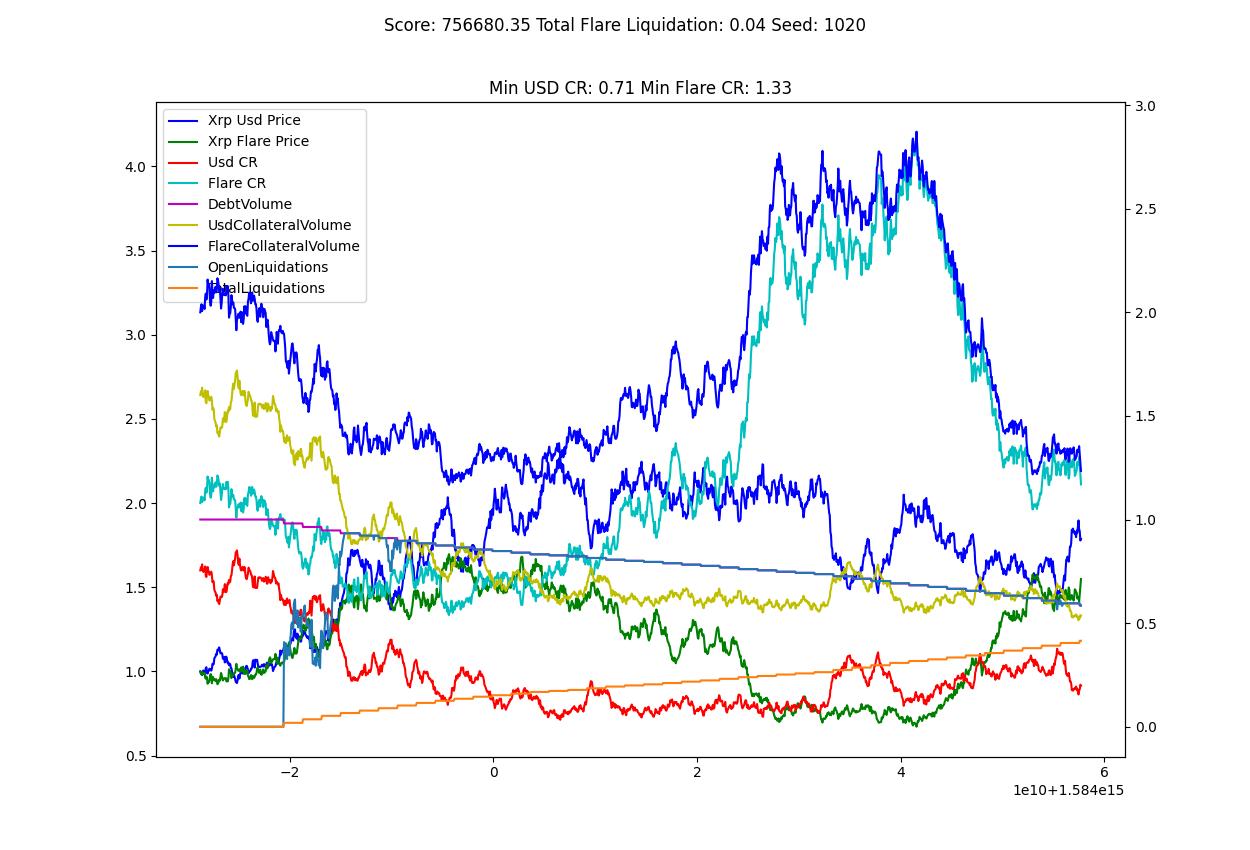 Score: 756680.35 Total Flare Liquidation: 0.04 Seed: 1020
Min USD CR: 0.71 Min Flare CR: 1.33
Xrp Usd Price
Xrp Flare Price
Usd CR
Flare CR
DebtVolume
UsdCollateralVolume
FlareCollateralVolume
OpenLiquidations
TotalLiquidations
4.0
3.5
3.0
2.5
2.0
1.5
1.0
0.5
3.0
2.5
2.0
1.5
1.0
0.5
0.0
−2 0 2 4 6
1e10+1.584e15